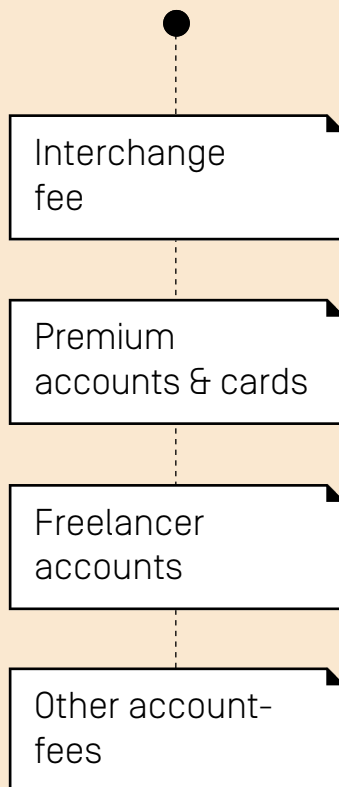 Interchange
fee
Premium
accounts & cards
Freelancer
accounts
Other account-
fees